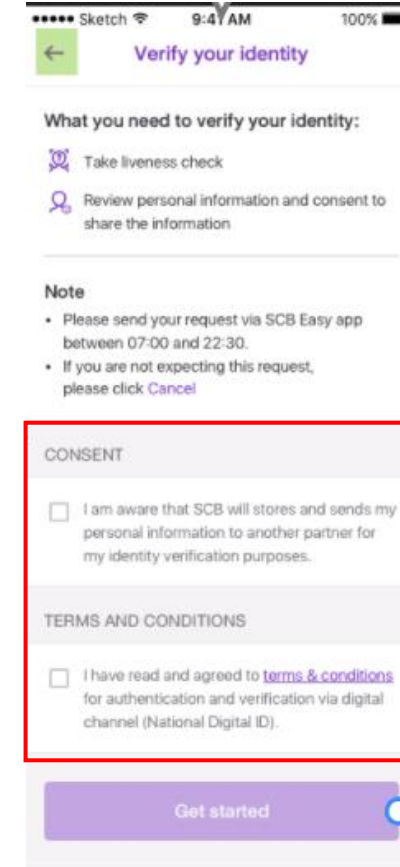 Sketch 9:41 AM 100%
Verify your identity
What you need to verify your identity:
Take liveness check
Review personal information and consent to
share the information
Note
• Please send your request via SCB Easy app
between 07:00 and 22:30.
• If you are not expecting this request,
please click Cancel
CONSENT
I am aware that SCB will stores and sends my
personal information to another partner for
my identity verification purposes.
TERMS AND CONDITIONS
I have read and agreed to terms & conditions
for authentication and verification via digital
channel (National Digital ID).
Get started